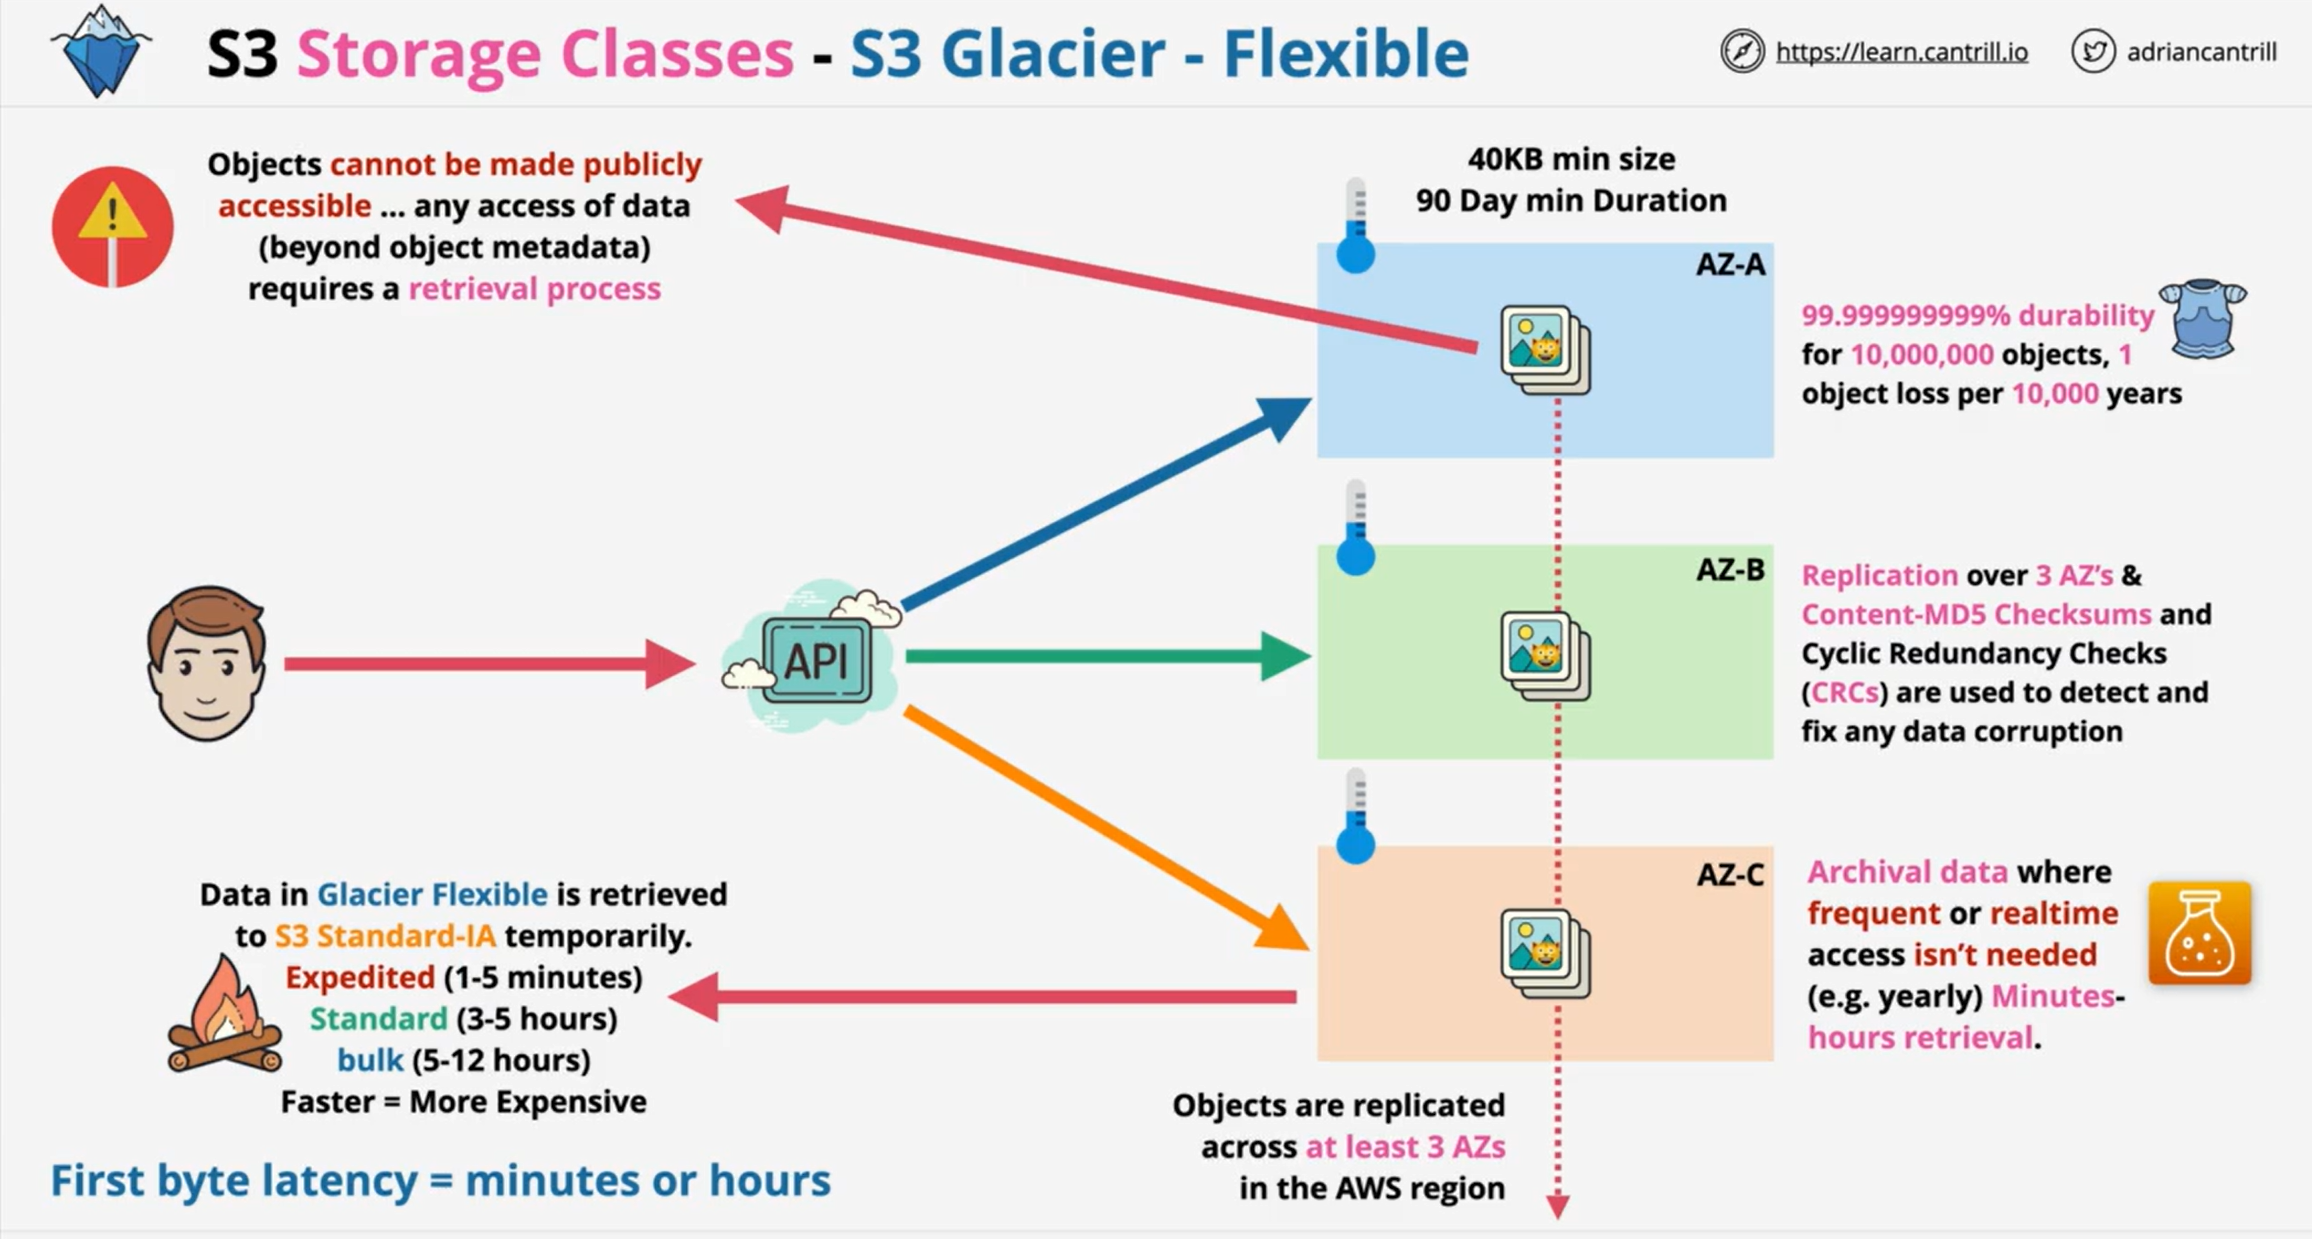 S3 Storage Classes - S3 Glacier - Flexible
https://learn.cantrill.io
adriancantrill
Objects cannot be made publicly
accessible ... any access of data
(beyond object metadata)
requires a retrieval process
40KB min size
90 Day min Duration
AZ-A
99.999999999% durability
for 10,000,000 objects, 1
object loss per 10,000 years
API
AZ-B
Replication over 3 AZ's &
Content-MD5 Checksums and
Cyclic Redundancy Checks
(CRCs) are used to detect and
fix any data corruption
AZ-C
Archival data where
frequent or realtime
access isn't needed
(e.g. yearly) Minutes-
hours retrieval.
Data in Glacier Flexible is retrieved
to S3 Standard-IA temporarily.
Expedited (1-5 minutes)
Standard (3-5 hours)
bulk (5-12 hours)
Faster = More Expensive
Objects are replicated
across at least 3 AZs
in the AWS region
First byte latency = minutes or hours